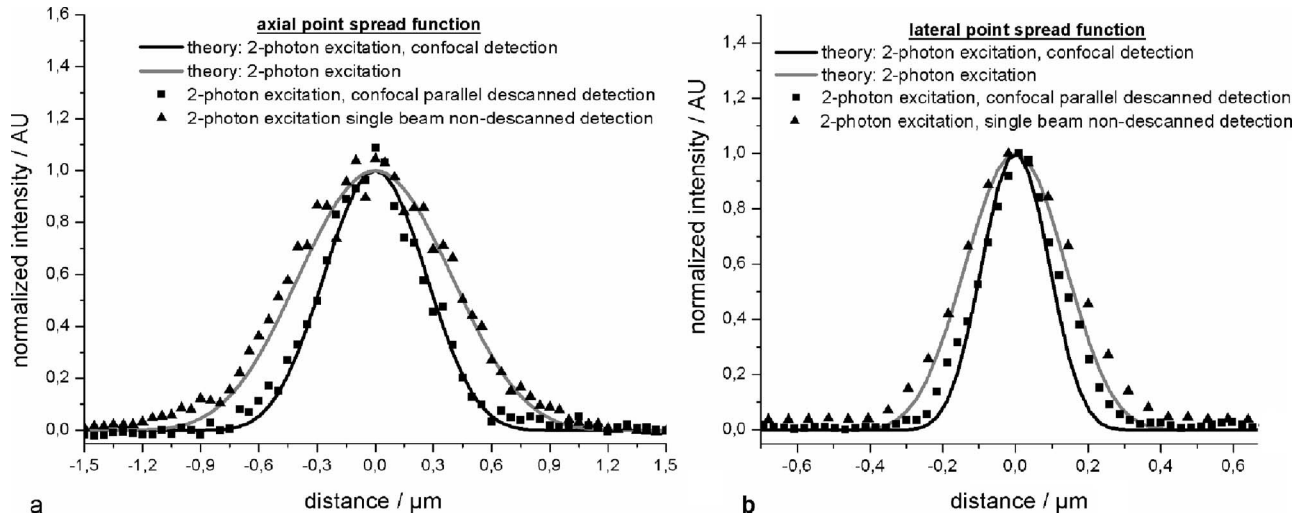 axial point spread function
theory: 2-photon excitation, confocal detection
theory: 2-photon excitation
2-photon excitation, confocal parallel descanned detection
2-photon excitation single beam non-descanned detection
normalized intensity / AU
1,6
1,4
1,2
1,0
0,8
0,6
0,4
0,2
0,0
-1,5 -1,2 -0,9 -0,6 -0,3 0,0 0,3 0,6 0,9 1,2 1,5
distance / µm
a
lateral point spread function
theory: 2-photon excitation, confocal detection
theory: 2-photon excitation
2-photon excitation, confocal parallel descanned detection
2-photon excitation, single beam non-descanned detection
normalized intensity / AU
1,4
1,2
1,0
0,8
0,6
0,4
0,2
0,0
-0,6 -0,4 -0,2 0,0 0,2 0,4 0,6
distance / µm
b